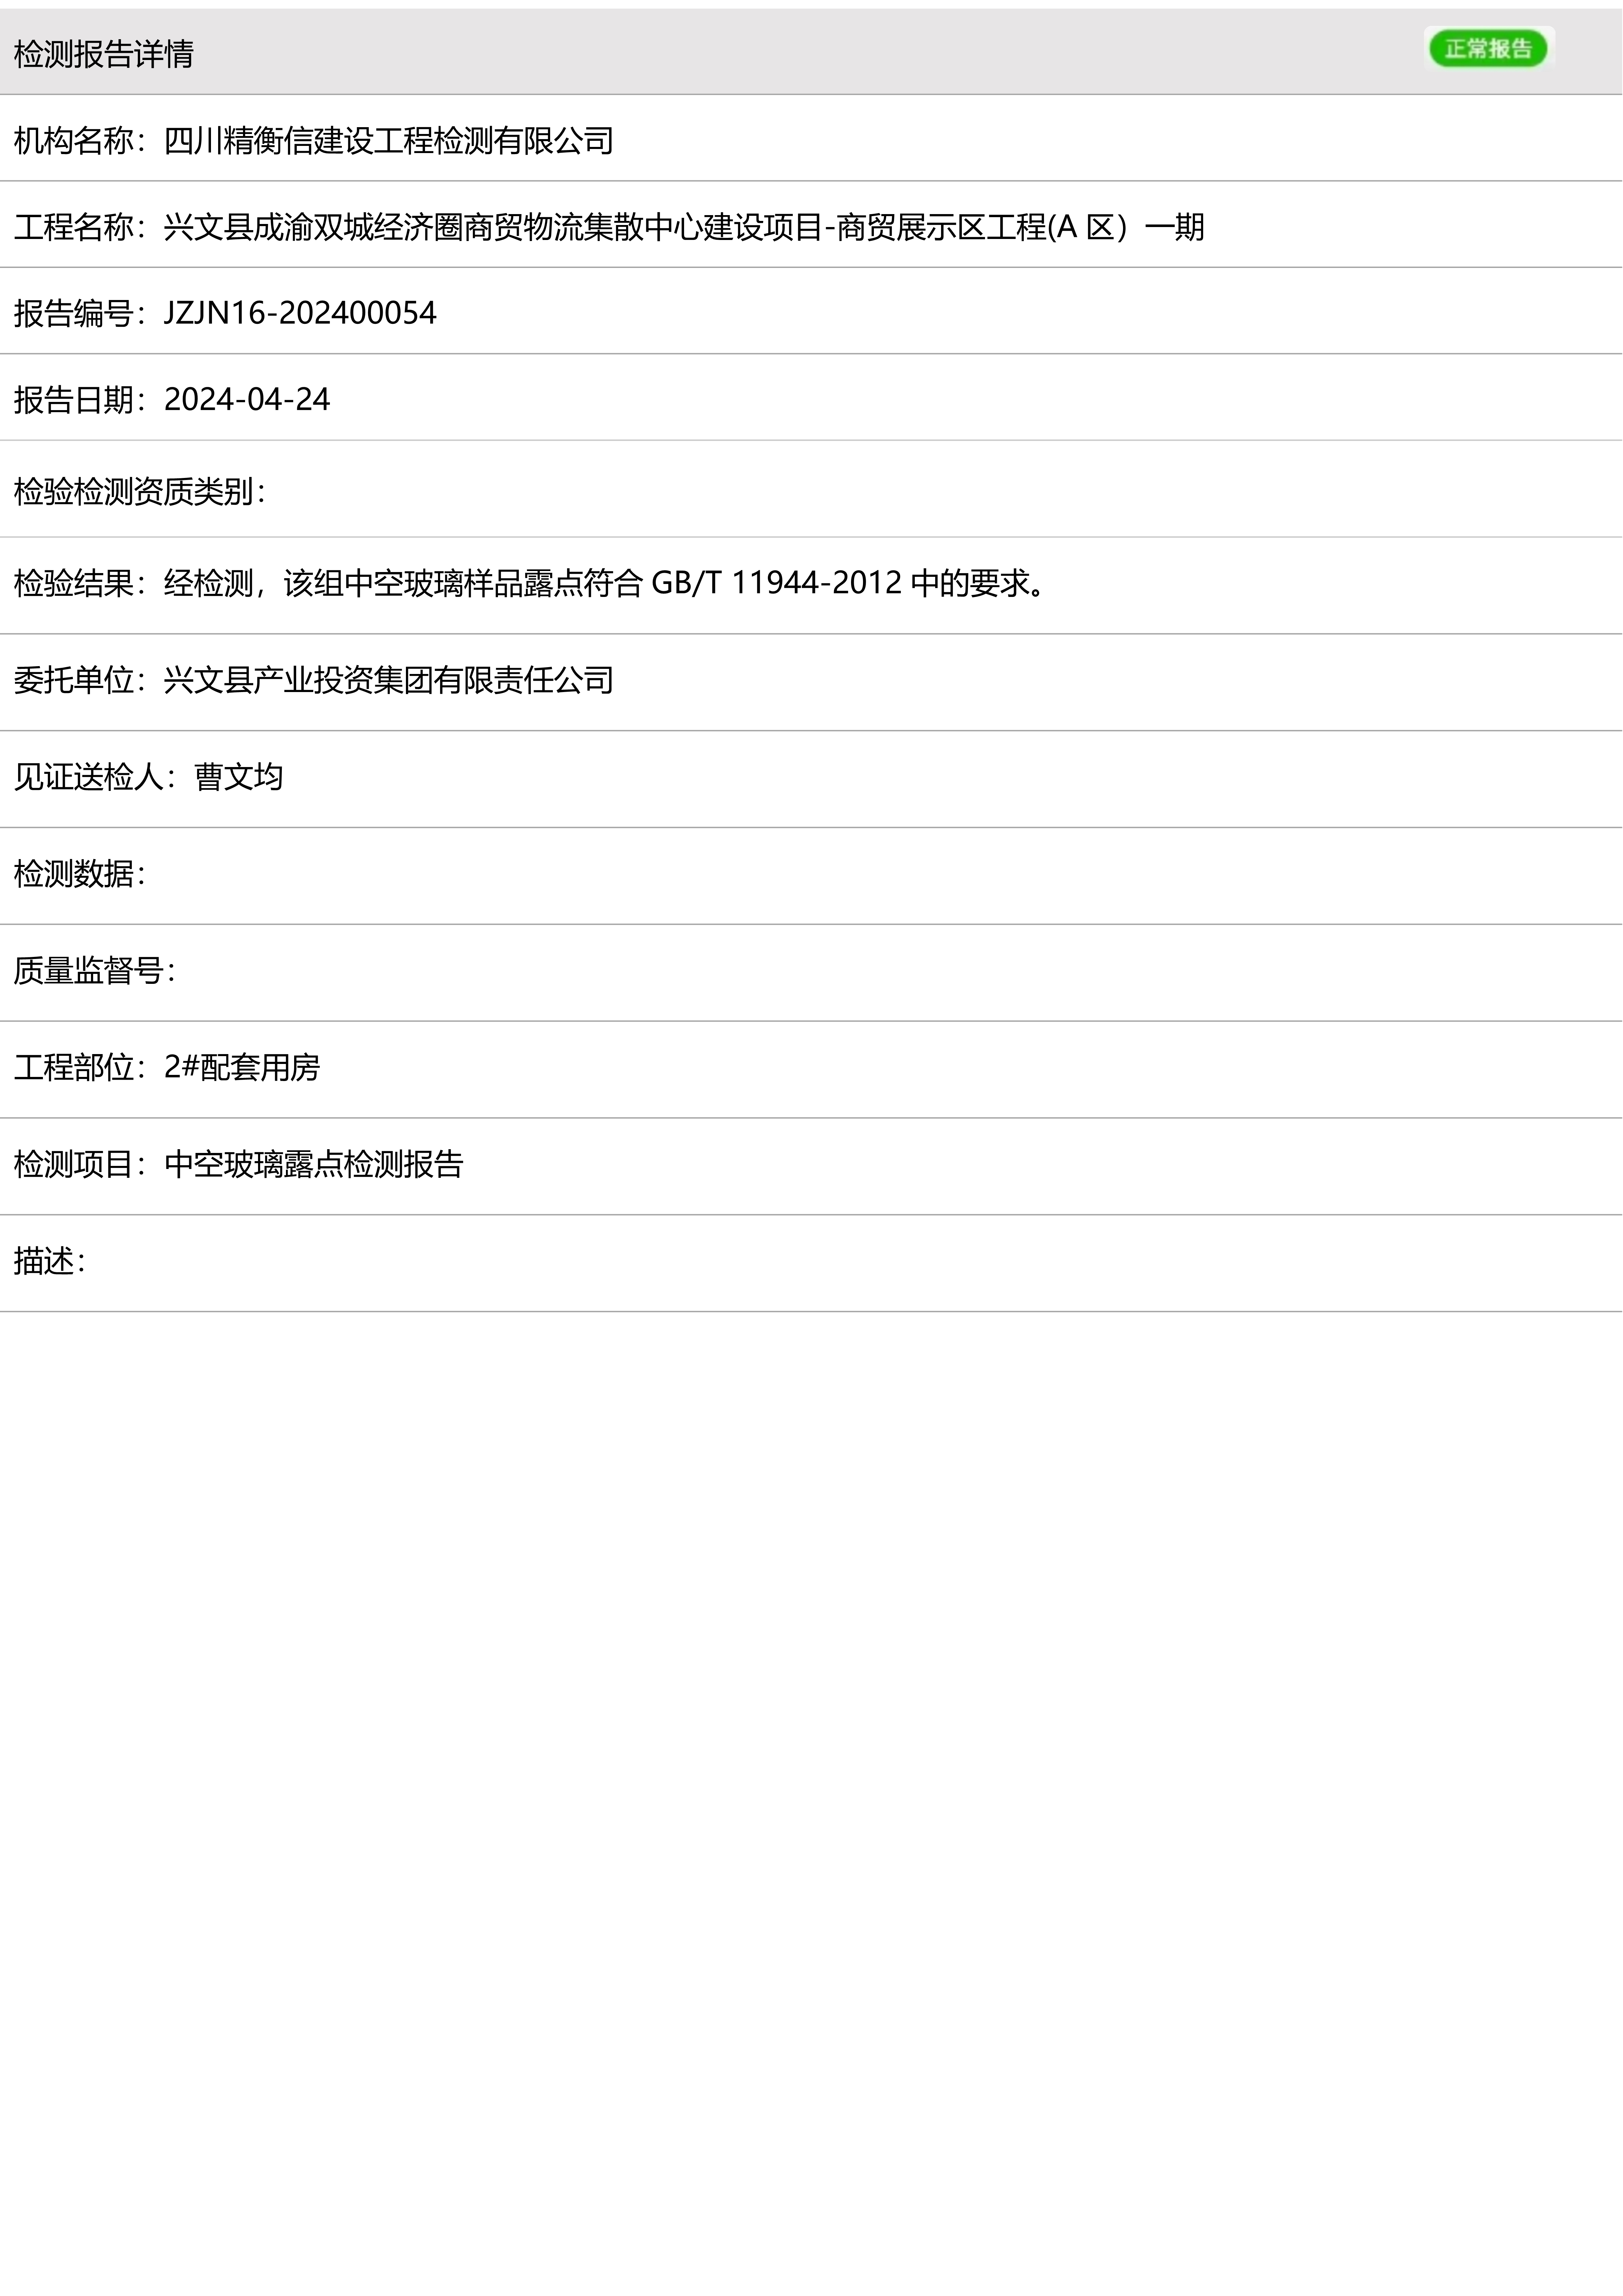 检测报告详情 正常报告
机构名称：四川精衡信建设工程检测有限公司
工程名称：兴文县成渝双城经济圈商贸物流集散中心建设项目-商贸展示区工程(A 区）一期
报告编号：JZJN16-202400054
报告日期：2024-04-24
检验检测资质类别：
检验结果：经检测，该组中空玻璃样品露点符合 GB/T 11944-2012 中的要求。
委托单位：兴文县产业投资集团有限责任公司
见证送检人：曹文均
检测数据：
质量监督号：
工程部位：2#配套用房
检测项目：中空玻璃露点检测报告
描述：